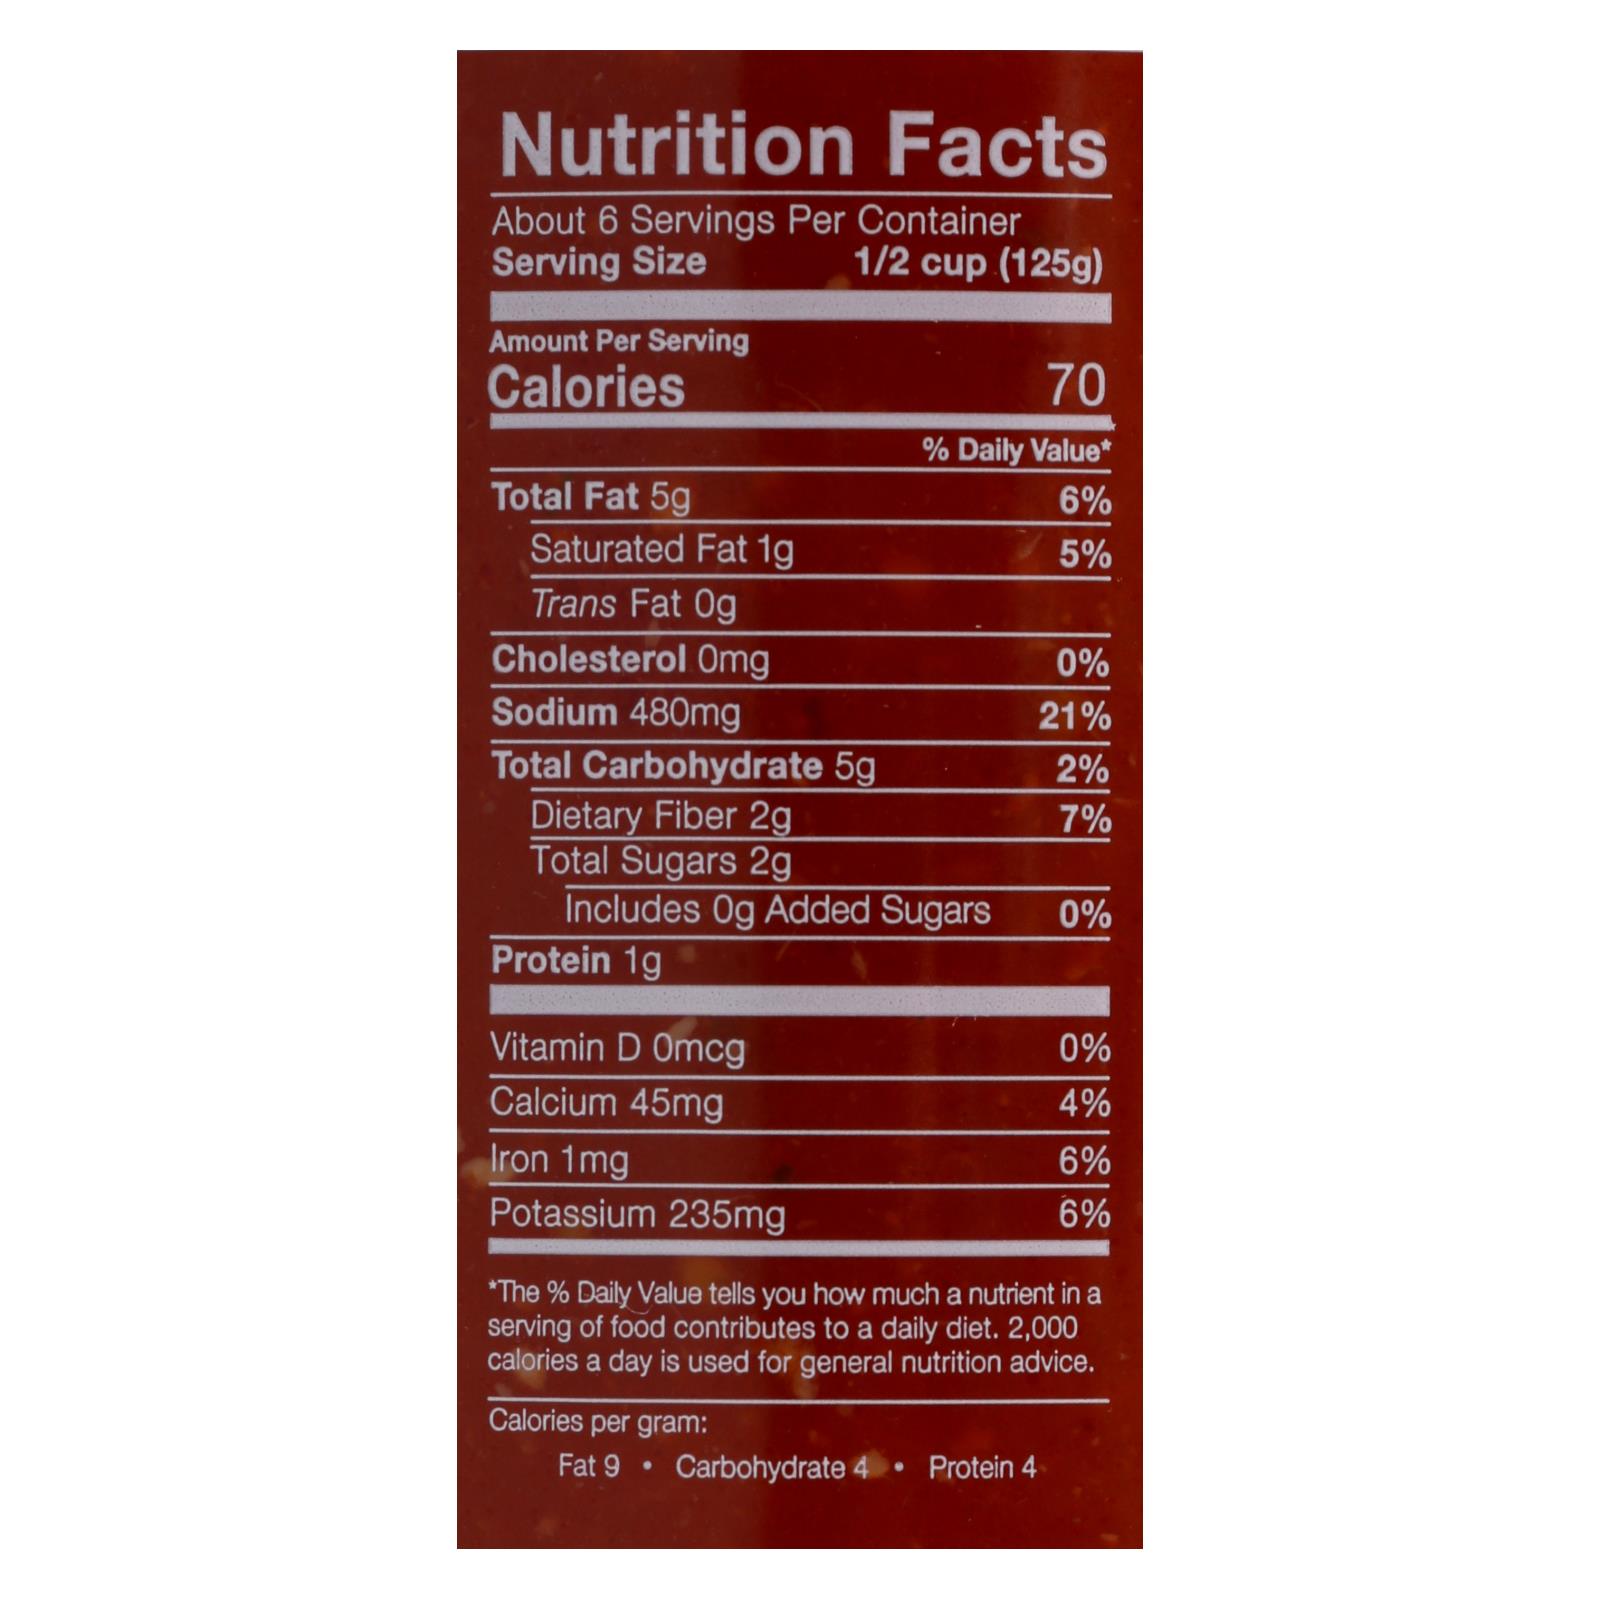 Nutrition Facts
About 6 Servings Per Container
Serving Size 1/2 cup (125g)
Amount Per Serving
Calories 70
% Daily Value*
Total Fat 5g 6%
Saturated Fat 1g 5%
Trans Fat 0g
Cholesterol 0mg 0%
Sodium 480mg 21%
Total Carbohydrate 5g 2%
Dietary Fiber 2g 7%
Total Sugars 2g
Includes 0g Added Sugars 0%
Protein 1g
Vitamin D 0mcg 0%
Calcium 45mg 4%
Iron 1mg 6%
Potassium 235mg 6%
*The % Daily Value tells you how much a nutrient in a
serving of food contributes to a daily diet. 2,000
calories a day is used for general nutrition advice.
Calories per gram:
Fat 9 • Carbohydrate 4 • Protein 4